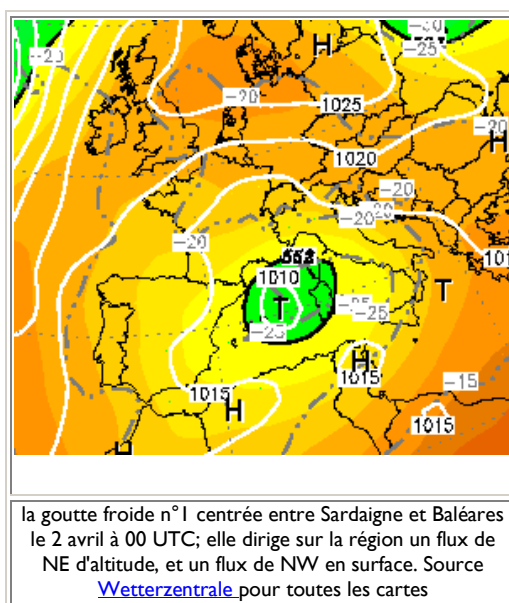 H
-20
-30
-25
-20
1025
-20
H
1020
-20
-20
-20
101
552
1010
T
T
-25
-25
H
1015
1015
H
-15
1015
H
la goutte froide n°1 centrée entre Sardaigne et Baléares
le 2 avril à 00 UTC; elle dirige sur la région un flux de
NE d'altitude, et un flux de NW en surface. Source
Wetterzentrale pour toutes les cartes